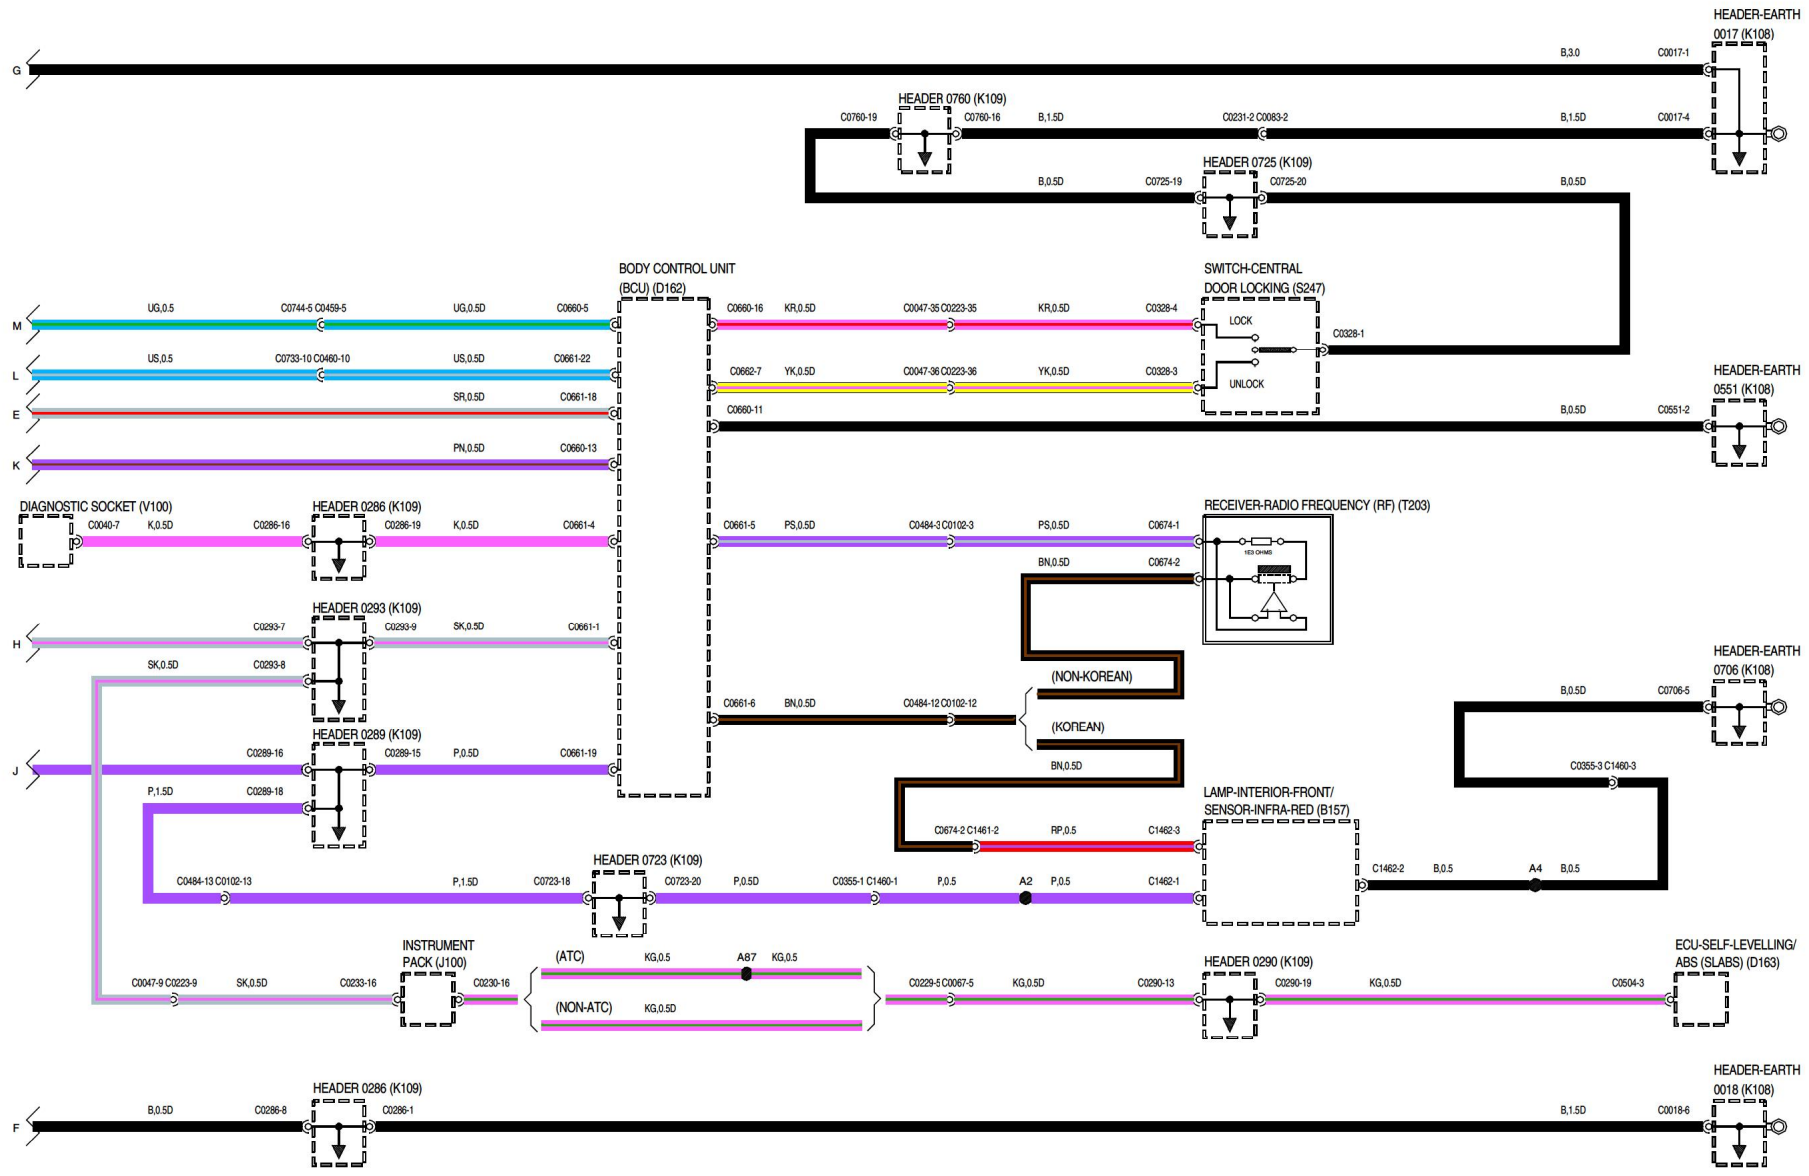 HEADER-EARTH
0017 (K108)
G
B,3.0
C0017-1
HEADER 0760 (K109)
C0760-19
C0760-16
B,1.5D
C0231-2 C0083-2
B,1.5D
C0017-4
HEADER 0725 (K109)
B,0.5D
C0725-19
C0725-20
B,0.5D
BODY CONTROL UNIT
(BCU) (D162)
SWITCH-CENTRAL
DOOR LOCKING (S247)
M
UG,0.5
C0744-5 C0459-5
UG,0.5D
C0660-5
C0660-16
KR,0.5D
C0047-35 C0223-35
KR,0.5D
C0328-4
LOCK
C0328-1
L
US,0.5
C0733-10 C0460-10
US,0.5D
C0661-22
C0662-7
YK,0.5D
C0047-36 C0223-36
YK,0.5D
C0328-3
UNLOCK
HEADER-EARTH
0551 (K108)
E
SR,0.5D
C0661-18
C0660-11
B,0.5D
C0551-2
K
PN,0.5D
C0660-13
DIAGNOSTIC SOCKET (V100)
HEADER 0286 (K109)
RECEIVER-RADIO FREQUENCY (RF) (T203)
C0040-7
K,0.5D
C0286-16
C0286-19
K,0.5D
C0661-4
C0661-5
PS,0.5D
C0484-3 C0102-3
PS,0.5D
C0674-1
1E3 OHMS
BN,0.5D
C0674-2
HEADER 0293 (K109)
H
C0293-7
C0293-9
SK,0.5D
C0661-1
SK,0.5D
C0293-8
(NON-KOREAN)
HEADER-EARTH
0706 (K108)
C0661-6
BN,0.5D
C0484-12 C0102-12
B,0.5D
C0706-5
(KOREAN)
HEADER 0289 (K109)
J
C0289-16
C0289-15
P,0.5D
C0661-19
BN,0.5D
C0355-3 C1460-3
P,1.5D
C0289-18
LAMP-INTERIOR-FRONT/
SENSOR-INFRA-RED (B157)
C0674-2 C1461-2
RP,0.5
C1462-3
HEADER 0723 (K109)
C0484-13 C0102-13
P,1.5D
C0723-18
C0723-20
P,0.5D
C0355-1 C1460-1
P,0.5
A2
P,0.5
C1462-1
C1462-2
B,0.5
A4
B,0.5
INSTRUMENT
PACK (J100)
(ATC)
KG,0.5
A87
KG,0.5
HEADER 0290 (K109)
ECU-SELF-LEVELLING/
ABS (SLABS) (D163)
C0047-9 C0223-9
SK,0.5D
C0233-16
C0230-16
(NON-ATC)
KG,0.5D
C0229-5 C0067-5
KG,0.5D
C0290-13
C0290-19
KG,0.5D
C0504-3
HEADER 0286 (K109)
HEADER-EARTH
0018 (K108)
F
B,0.5D
C0286-8
C0286-1
B,1.5D
C0018-6